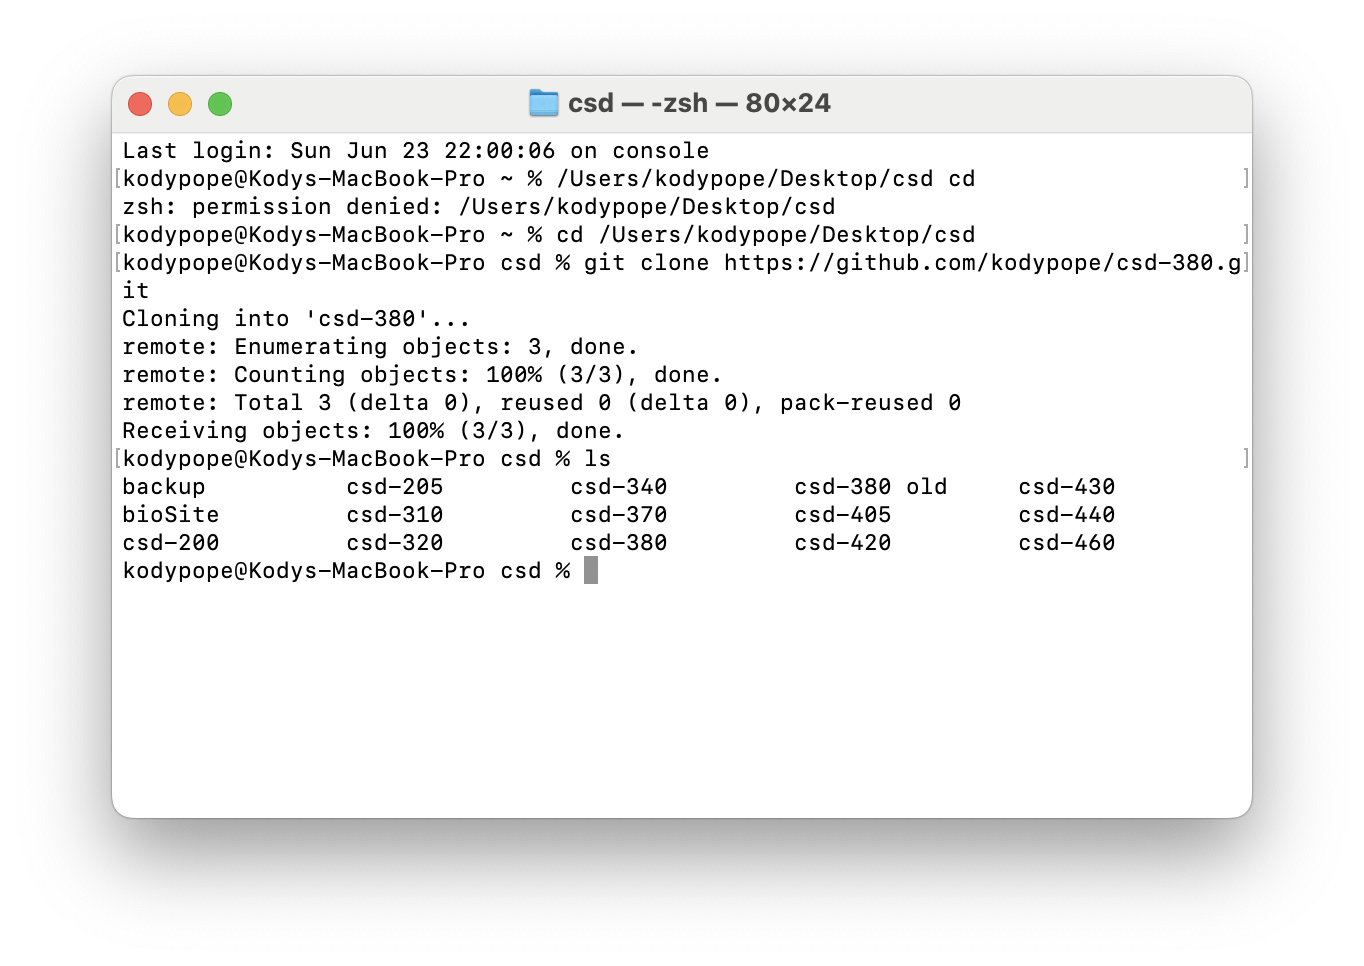 csd — -zsh — 80×24
Last login: Sun Jun 23 22:00:06 on console
[kodypope@Kodys-MacBook-Pro ~ % /Users/kodypope/Desktop/csd cd ]
zsh: permission denied: /Users/kodypope/Desktop/csd
[kodypope@Kodys-MacBook-Pro ~ % cd /Users/kodypope/Desktop/csd ]
[kodypope@Kodys-MacBook-Pro csd % git clone https://github.com/kodypope/csd-380.g]
it
Cloning into 'csd-380'...
remote: Enumerating objects: 3, done.
remote: Counting objects: 100% (3/3), done.
remote: Total 3 (delta 0), reused 0 (delta 0), pack-reused 0
Receiving objects: 100% (3/3), done.
[kodypope@Kodys-MacBook-Pro csd % ls ]
backup csd-205 csd-340 csd-380 old csd-430
bioSite csd-310 csd-370 csd-405 csd-440
csd-200 csd-320 csd-380 csd-420 csd-460
kodypope@Kodys-MacBook-Pro csd %